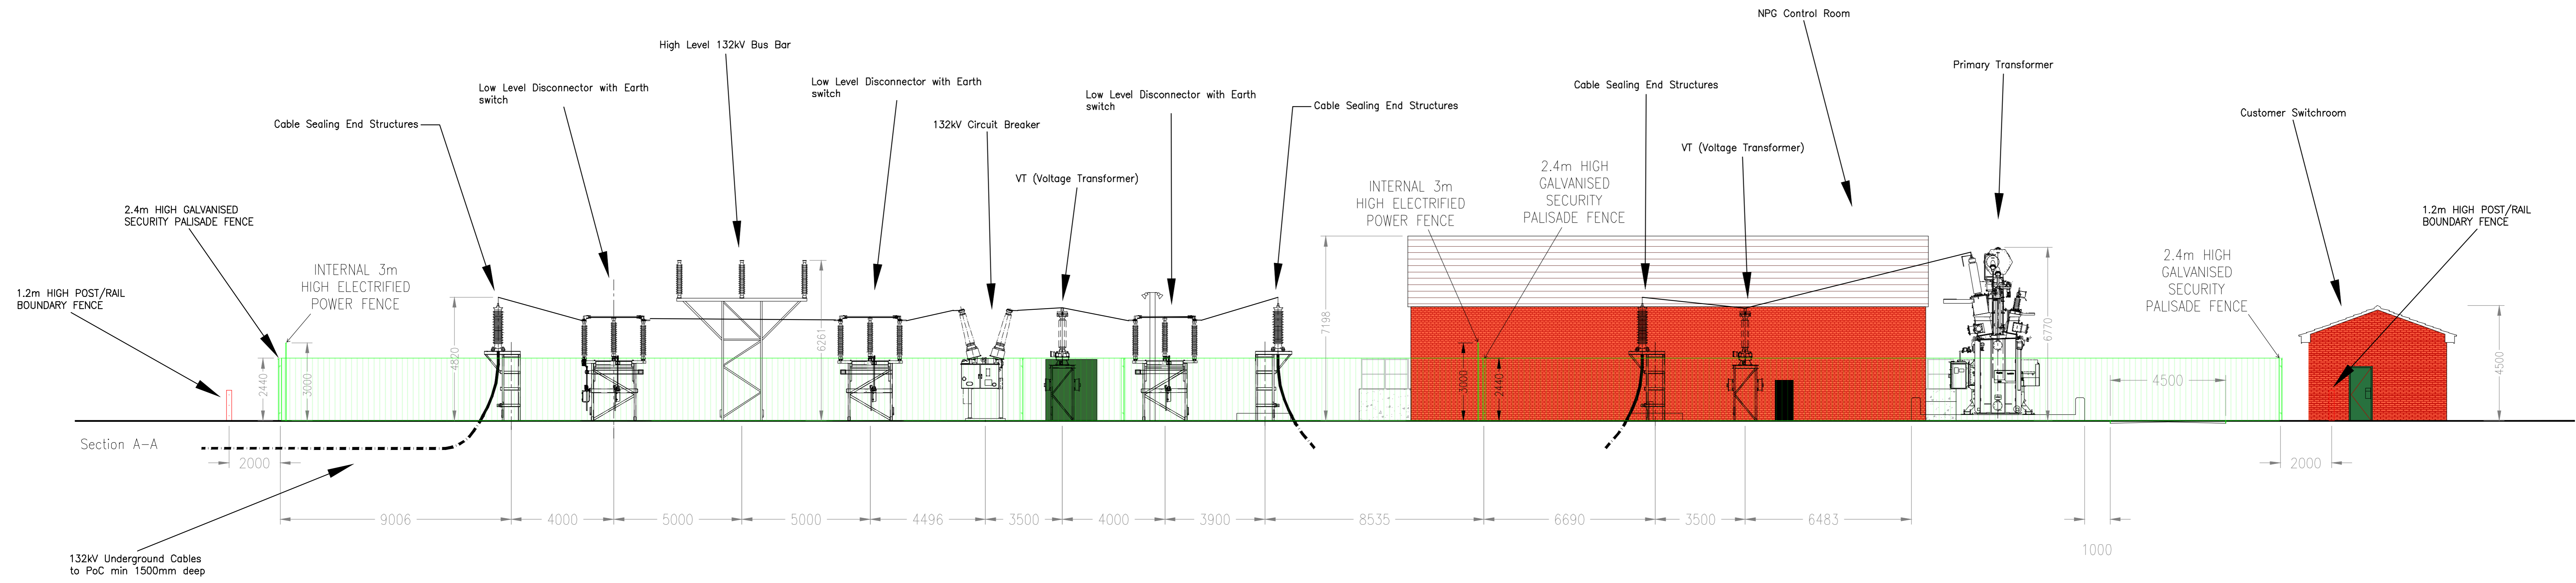 NPG Control Room
High Level 132kV Bus Bar
Primary Transformer
Low Level Disconnector with Earth
switch
Low Level Disconnector with Earth
switch
Low Level Disconnector with Earth
switch
Cable Sealing End Structures
Cable Sealing End Structures
Cable Sealing End Structures
Customer Switchroom
132kV Circuit Breaker
VT (Voltage Transformer)
VT (Voltage Transformer)
2.4m HIGH
GALVANISED
SECURITY
PALISADE FENCE
INTERNAL 3m
HIGH ELECTRIFIED
POWER FENCE
2.4m HIGH GALVANISED
SECURITY PALISADE FENCE
1.2m HIGH POST/RAIL
BOUNDARY FENCE
INTERNAL 3m
HIGH ELECTRIFIED
POWER FENCE
2.4m HIGH
GALVANISED
SECURITY
PALISADE FENCE
1.2m HIGH POST/RAIL
BOUNDARY FENCE
2440
3000
4820
6261
7198
3000
2440
6770
4500
4500
Section A-A
2000
2000
9006
4000
5000
5000
4496
3500
4000
3900
8535
6690
3500
6483
1000
132kV Underground Cables
to PoC min 1500mm deep